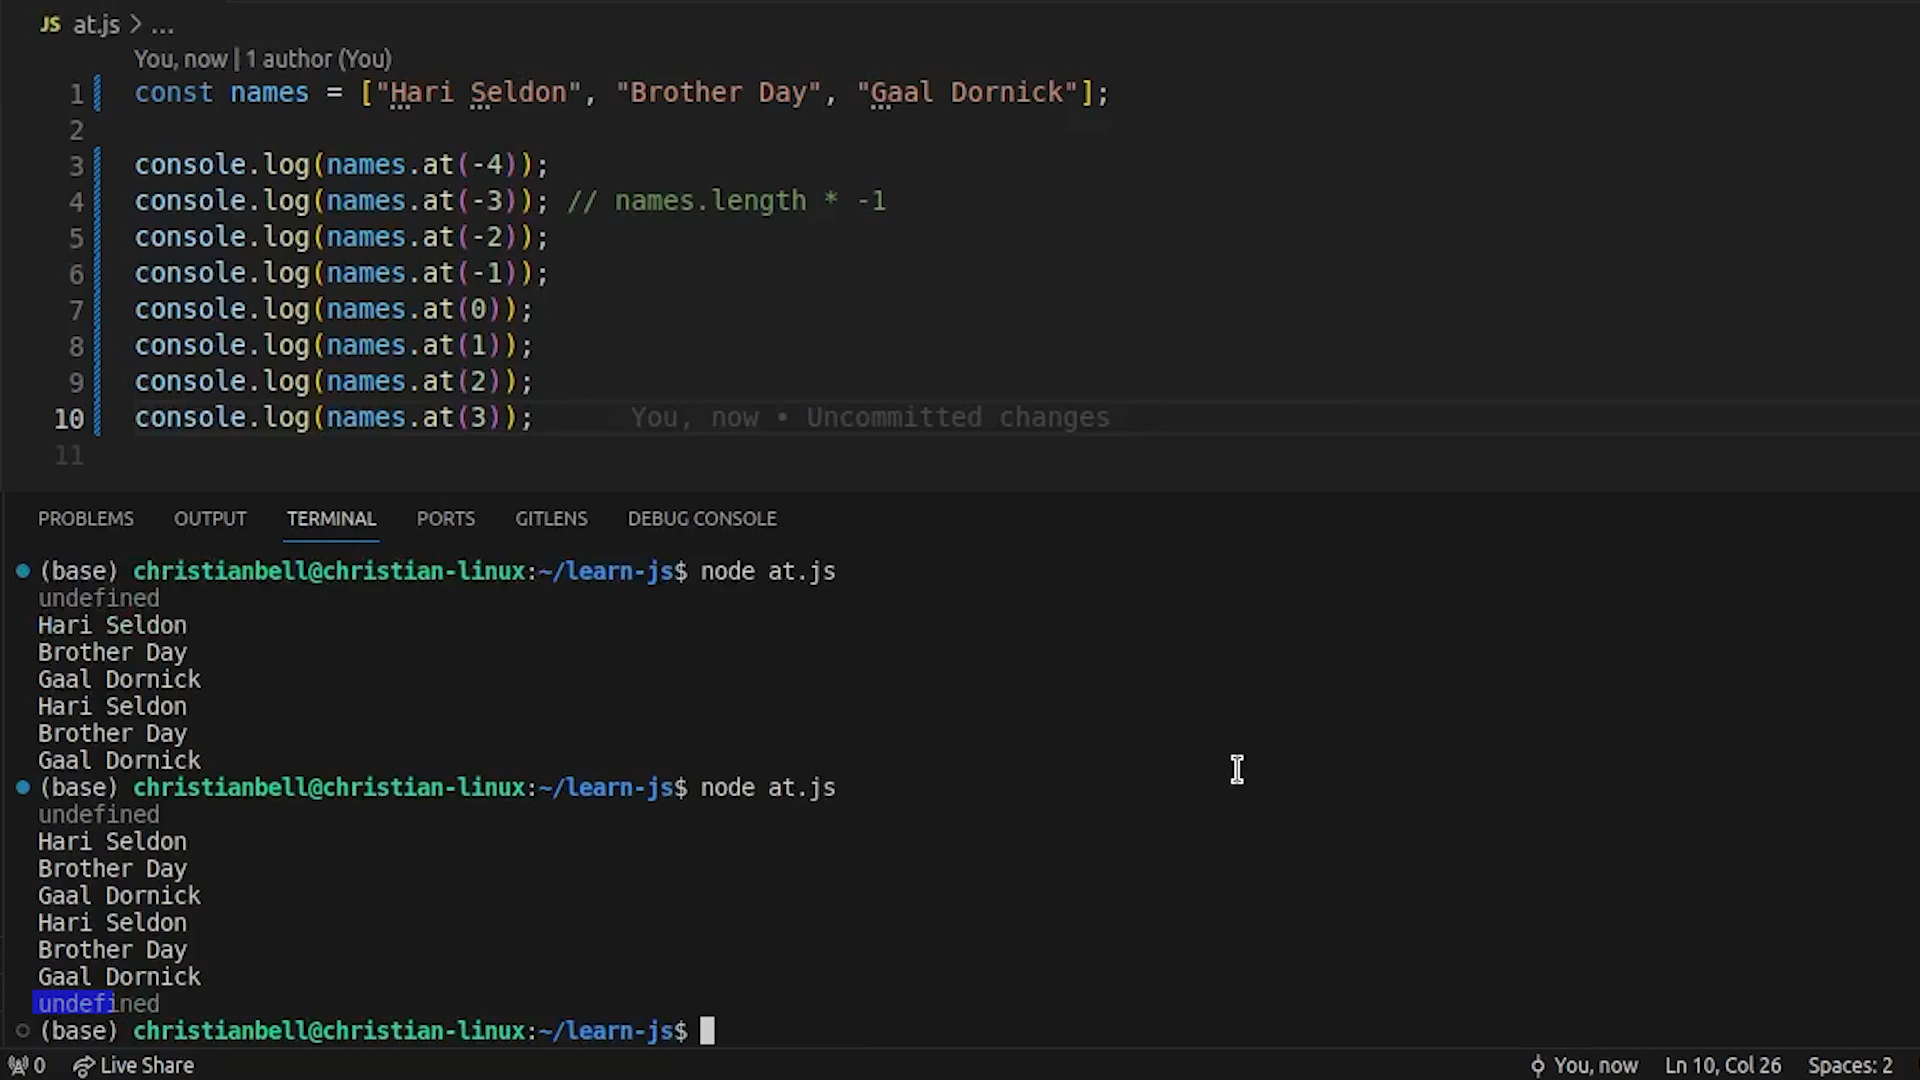 JS at.js > ...
You, now | 1 author (You)
1 const names = ["Hari Seldon", "Brother Day", "Gaal Dornick"];
2
3 console.log(names.at(-4));
4 console.log(names.at(-3)); // names.length * -1
5 console.log(names.at(-2));
6 console.log(names.at(-1));
7 console.log(names.at(0));
8 console.log(names.at(1));
9 console.log(names.at(2));
10 console.log(names.at(3)); You, now • Uncommitted changes
11
PROBLEMS OUTPUT TERMINAL PORTS GITLENS DEBUG CONSOLE
(base) christianbell@christian-linux:~/learn-js$ node at.js
undefined
Hari Seldon
Brother Day
Gaal Dornick
Hari Seldon
Brother Day
Gaal Dornick
(base) christianbell@christian-linux:~/learn-js$ node at.js
undefined
Hari Seldon
Brother Day
Gaal Dornick
Hari Seldon
Brother Day
Gaal Dornick
undefined
(base) christianbell@christian-linux:~/learn-js$
0 Live Share You, now Ln 10, Col 26 Spaces: 2